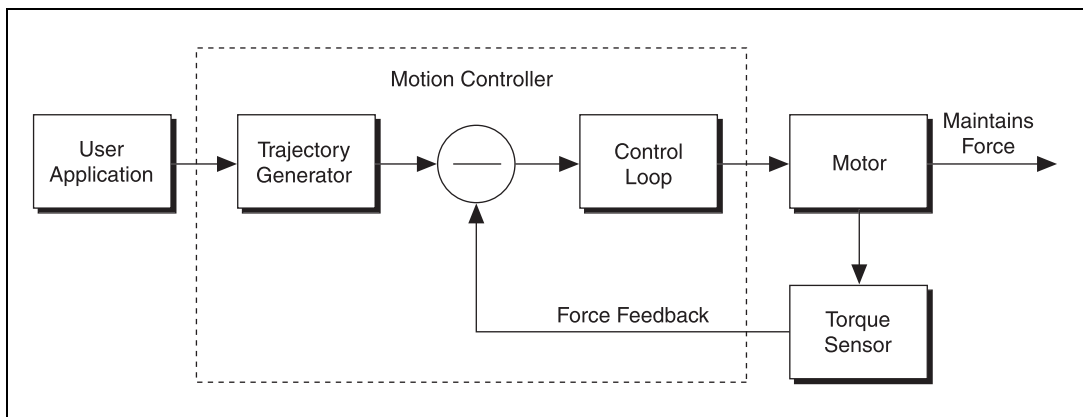 Motion Controller
User
Application
Trajectory
Generator
Control
Loop
Motor
Maintains
Force
Force Feedback
Torque
Sensor